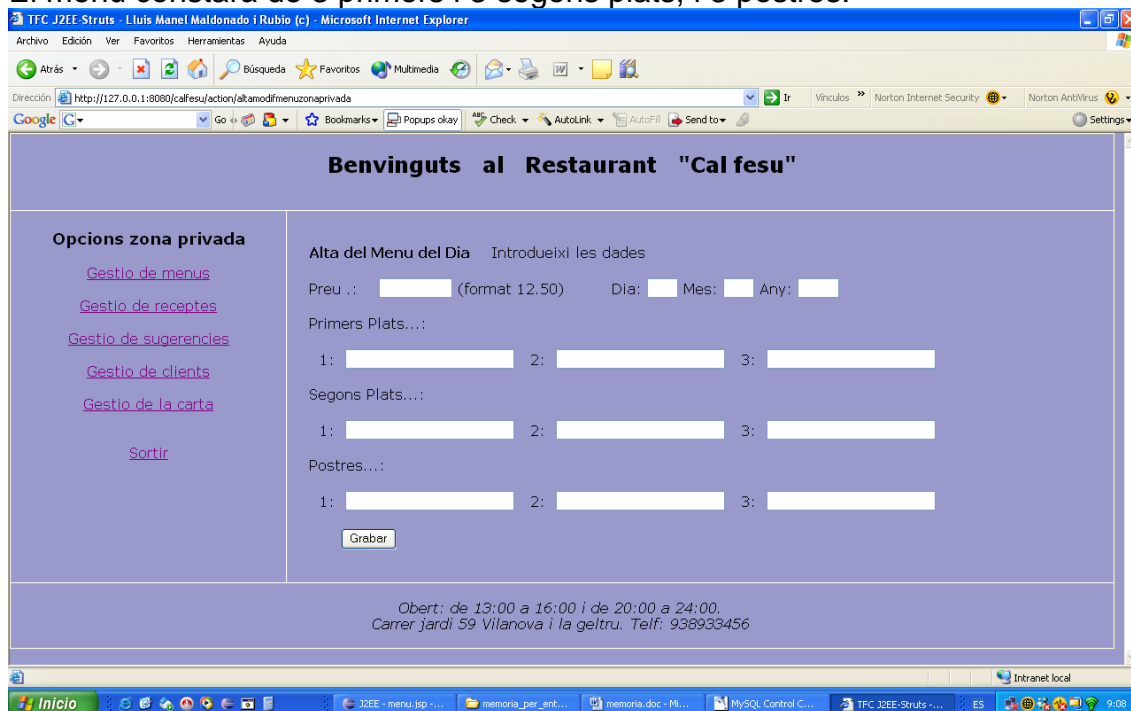 El menú constarà de 3 primers i 3 segons plats, i 3 postres.
TFC J2EE-Struts - Lluis Manel Maldonado i Rubio (c) - Microsoft Internet Explorer
Archivo Edición Ver Favoritos Herramientas Ayuda
Atrás Búsqueda Favoritos Multimedia
Dirección http://127.0.0.1:8080/calfesu/action/altamodifmenuzonaprivada Ir Vínculos » Norton Internet Security Norton AntiVirus
Google G Go Bookmarks Popups okay ABC Check AutoLink AutoFill Send to Settings
Benvinguts al Restaurant "Cal fesu"
Opcions zona privada
Gestio de menus
Gestio de receptes
Gestio de sugerencies
Gestio de clients
Gestio de la carta
Sortir
Alta del Menu del Dia Introdueixi les dades
Preu .: (format 12.50) Dia: Mes: Any:
Primers Plats...:
1: 2: 3:
Segons Plats...:
1: 2: 3:
Postres...:
1: 2: 3:
Grabar
Obert: de 13:00 a 16:00 i de 20:00 a 24:00.
Carrer jardi 59 Vilanova i la geltru. Telf: 938933456
Intranet local
Inicio J2EE - menu.jsp -... memoria_per_ent... memoria.doc - Mi... MySQL Control C... TFC J2EE-Struts -... ES 9:08